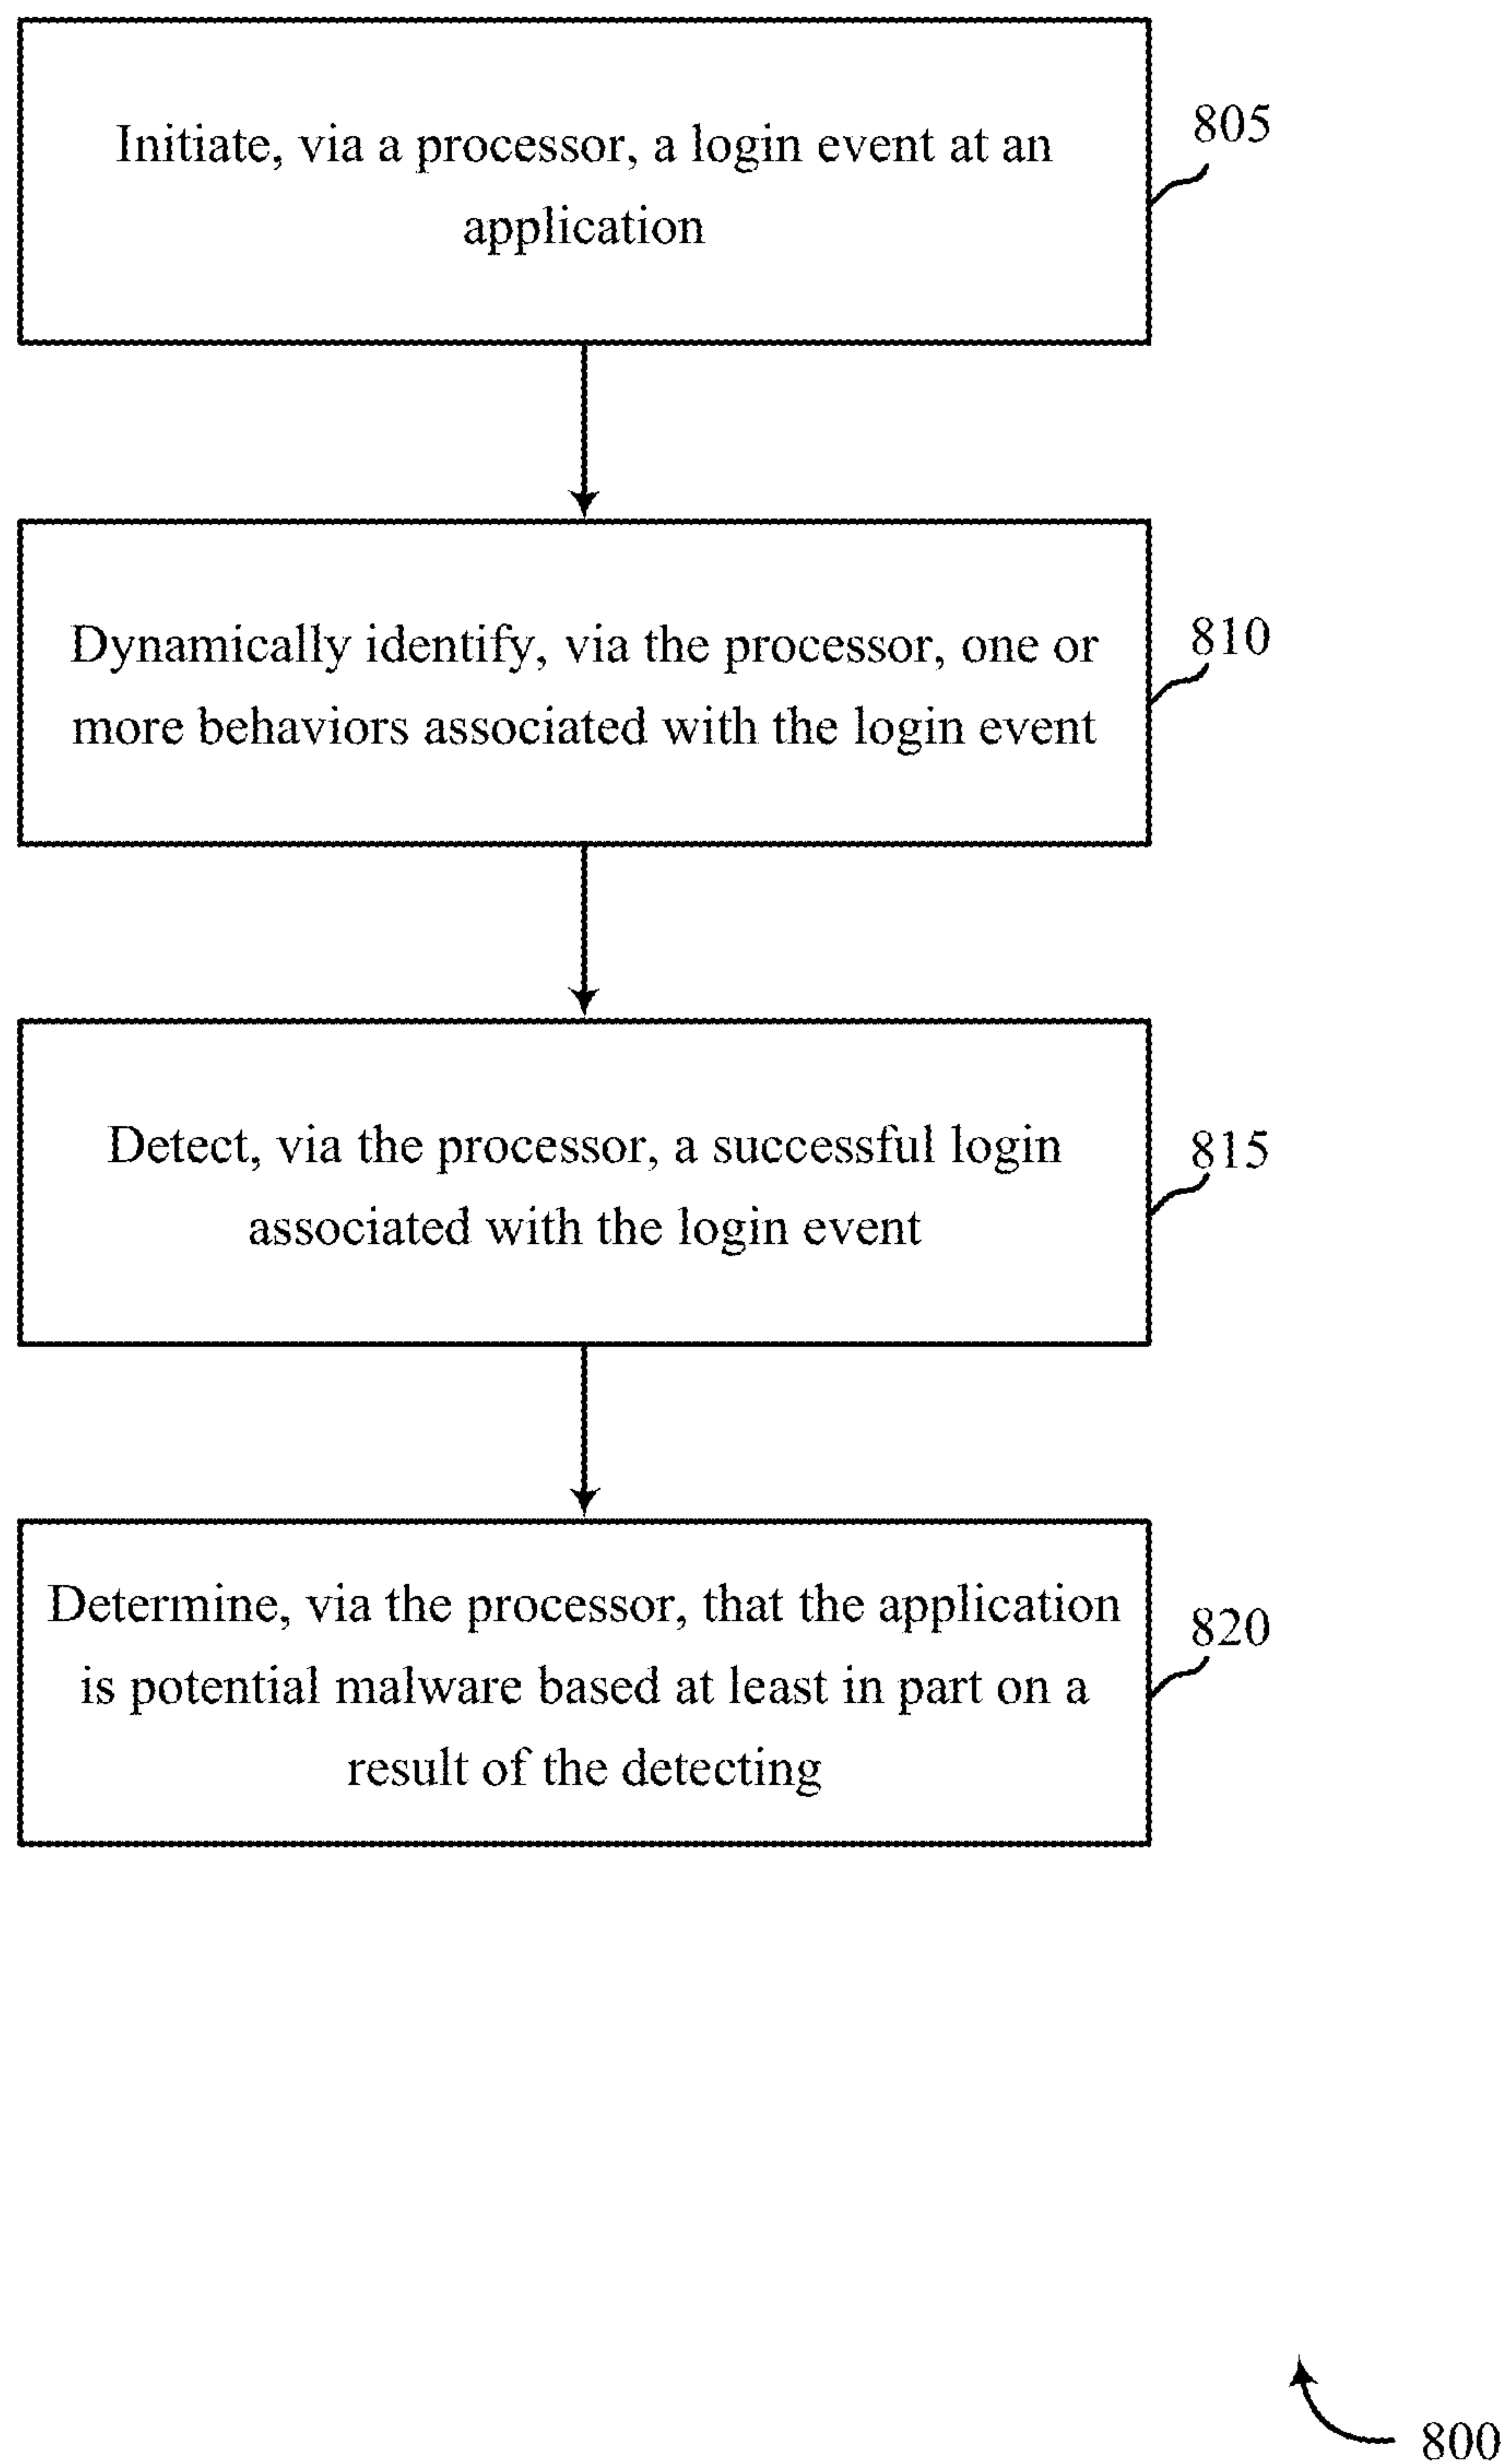 Initiate, via a processor, a login event at an
application
805
Dynamically identify, via the processor, one or
more behaviors associated with the login event
810
Detect, via the processor, a successful login
associated with the login event
815
Determine, via the processor, that the application
is potential malware based at least in part on a
result of the detecting
820
800